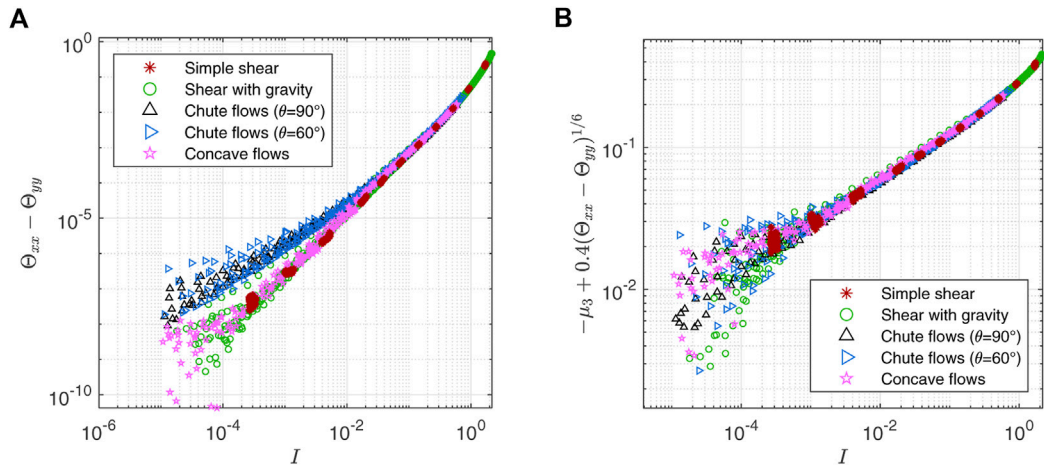 A
10^0
10^-5
10^-10
Θ_xx − Θ_yy
Simple shear
Shear with gravity
Chute flows (θ=90°)
Chute flows (θ=60°)
Concave flows
10^-6
10^-4
10^-2
10^0
I
B
10^-1
10^-2
−μ_3 + 0.4(Θ_xx − Θ_yy)^1/6
Simple shear
Shear with gravity
Chute flows (θ=90°)
Chute flows (θ=60°)
Concave flows
10^-4
10^-2
10^0
I